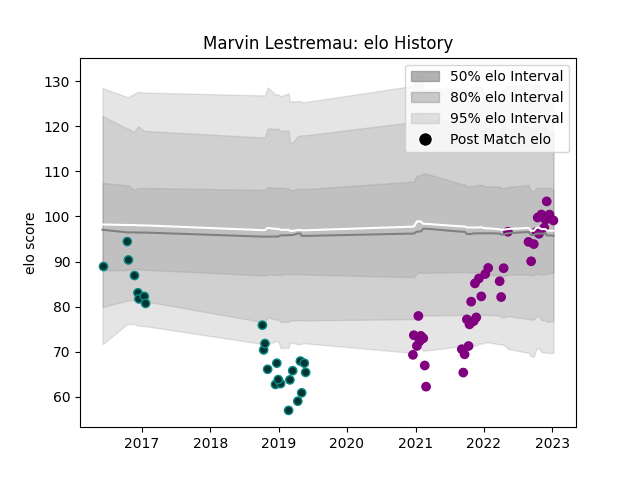 Marvin Lestremau: elo History
elo score
130
120
110
100
90
80
70
60
50% elo Interval
80% elo Interval
95% elo Interval
Post Match elo
2017
2018
2019
2020
2021
2022
2023